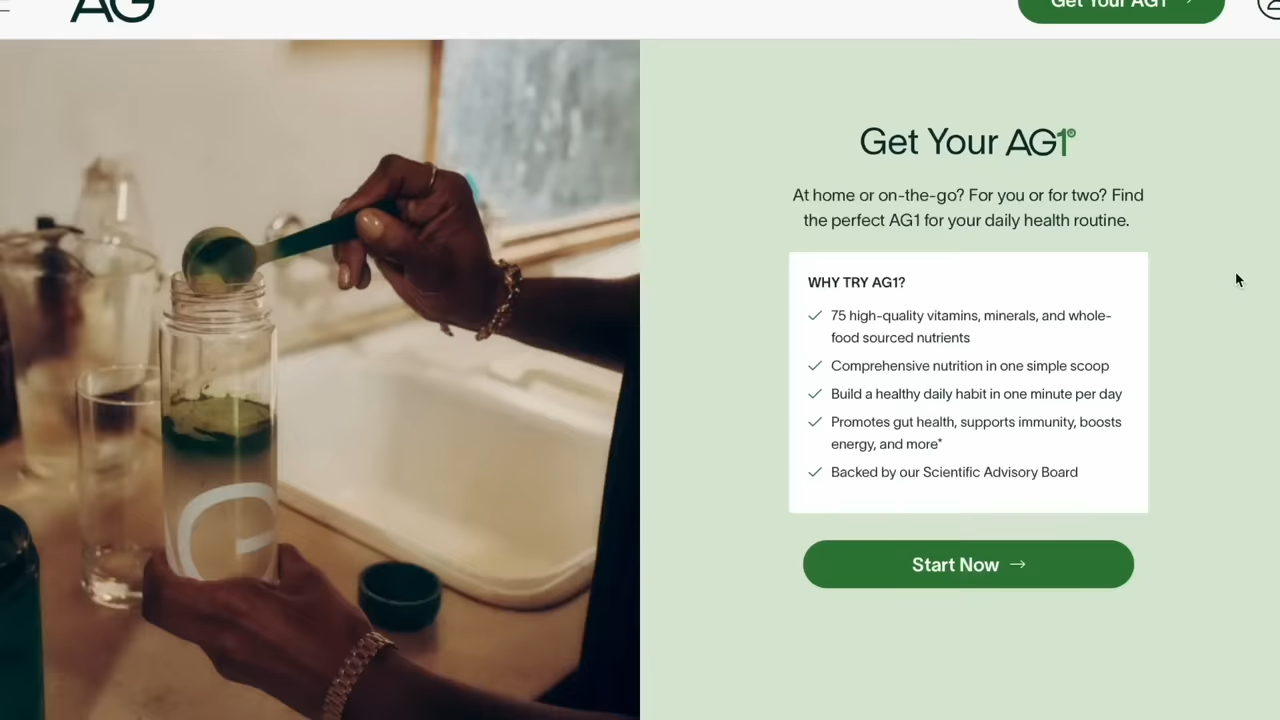 AG
Get Your AG1 →
Get Your AG1®
At home or on-the-go? For you or for two? Find
the perfect AG1 for your daily health routine.
WHY TRY AG1?
75 high-quality vitamins, minerals, and whole-
food sourced nutrients
Comprehensive nutrition in one simple scoop
Build a healthy daily habit in one minute per day
Promotes gut health, supports immunity, boosts
energy, and more*
Backed by our Scientific Advisory Board
Start Now →
G